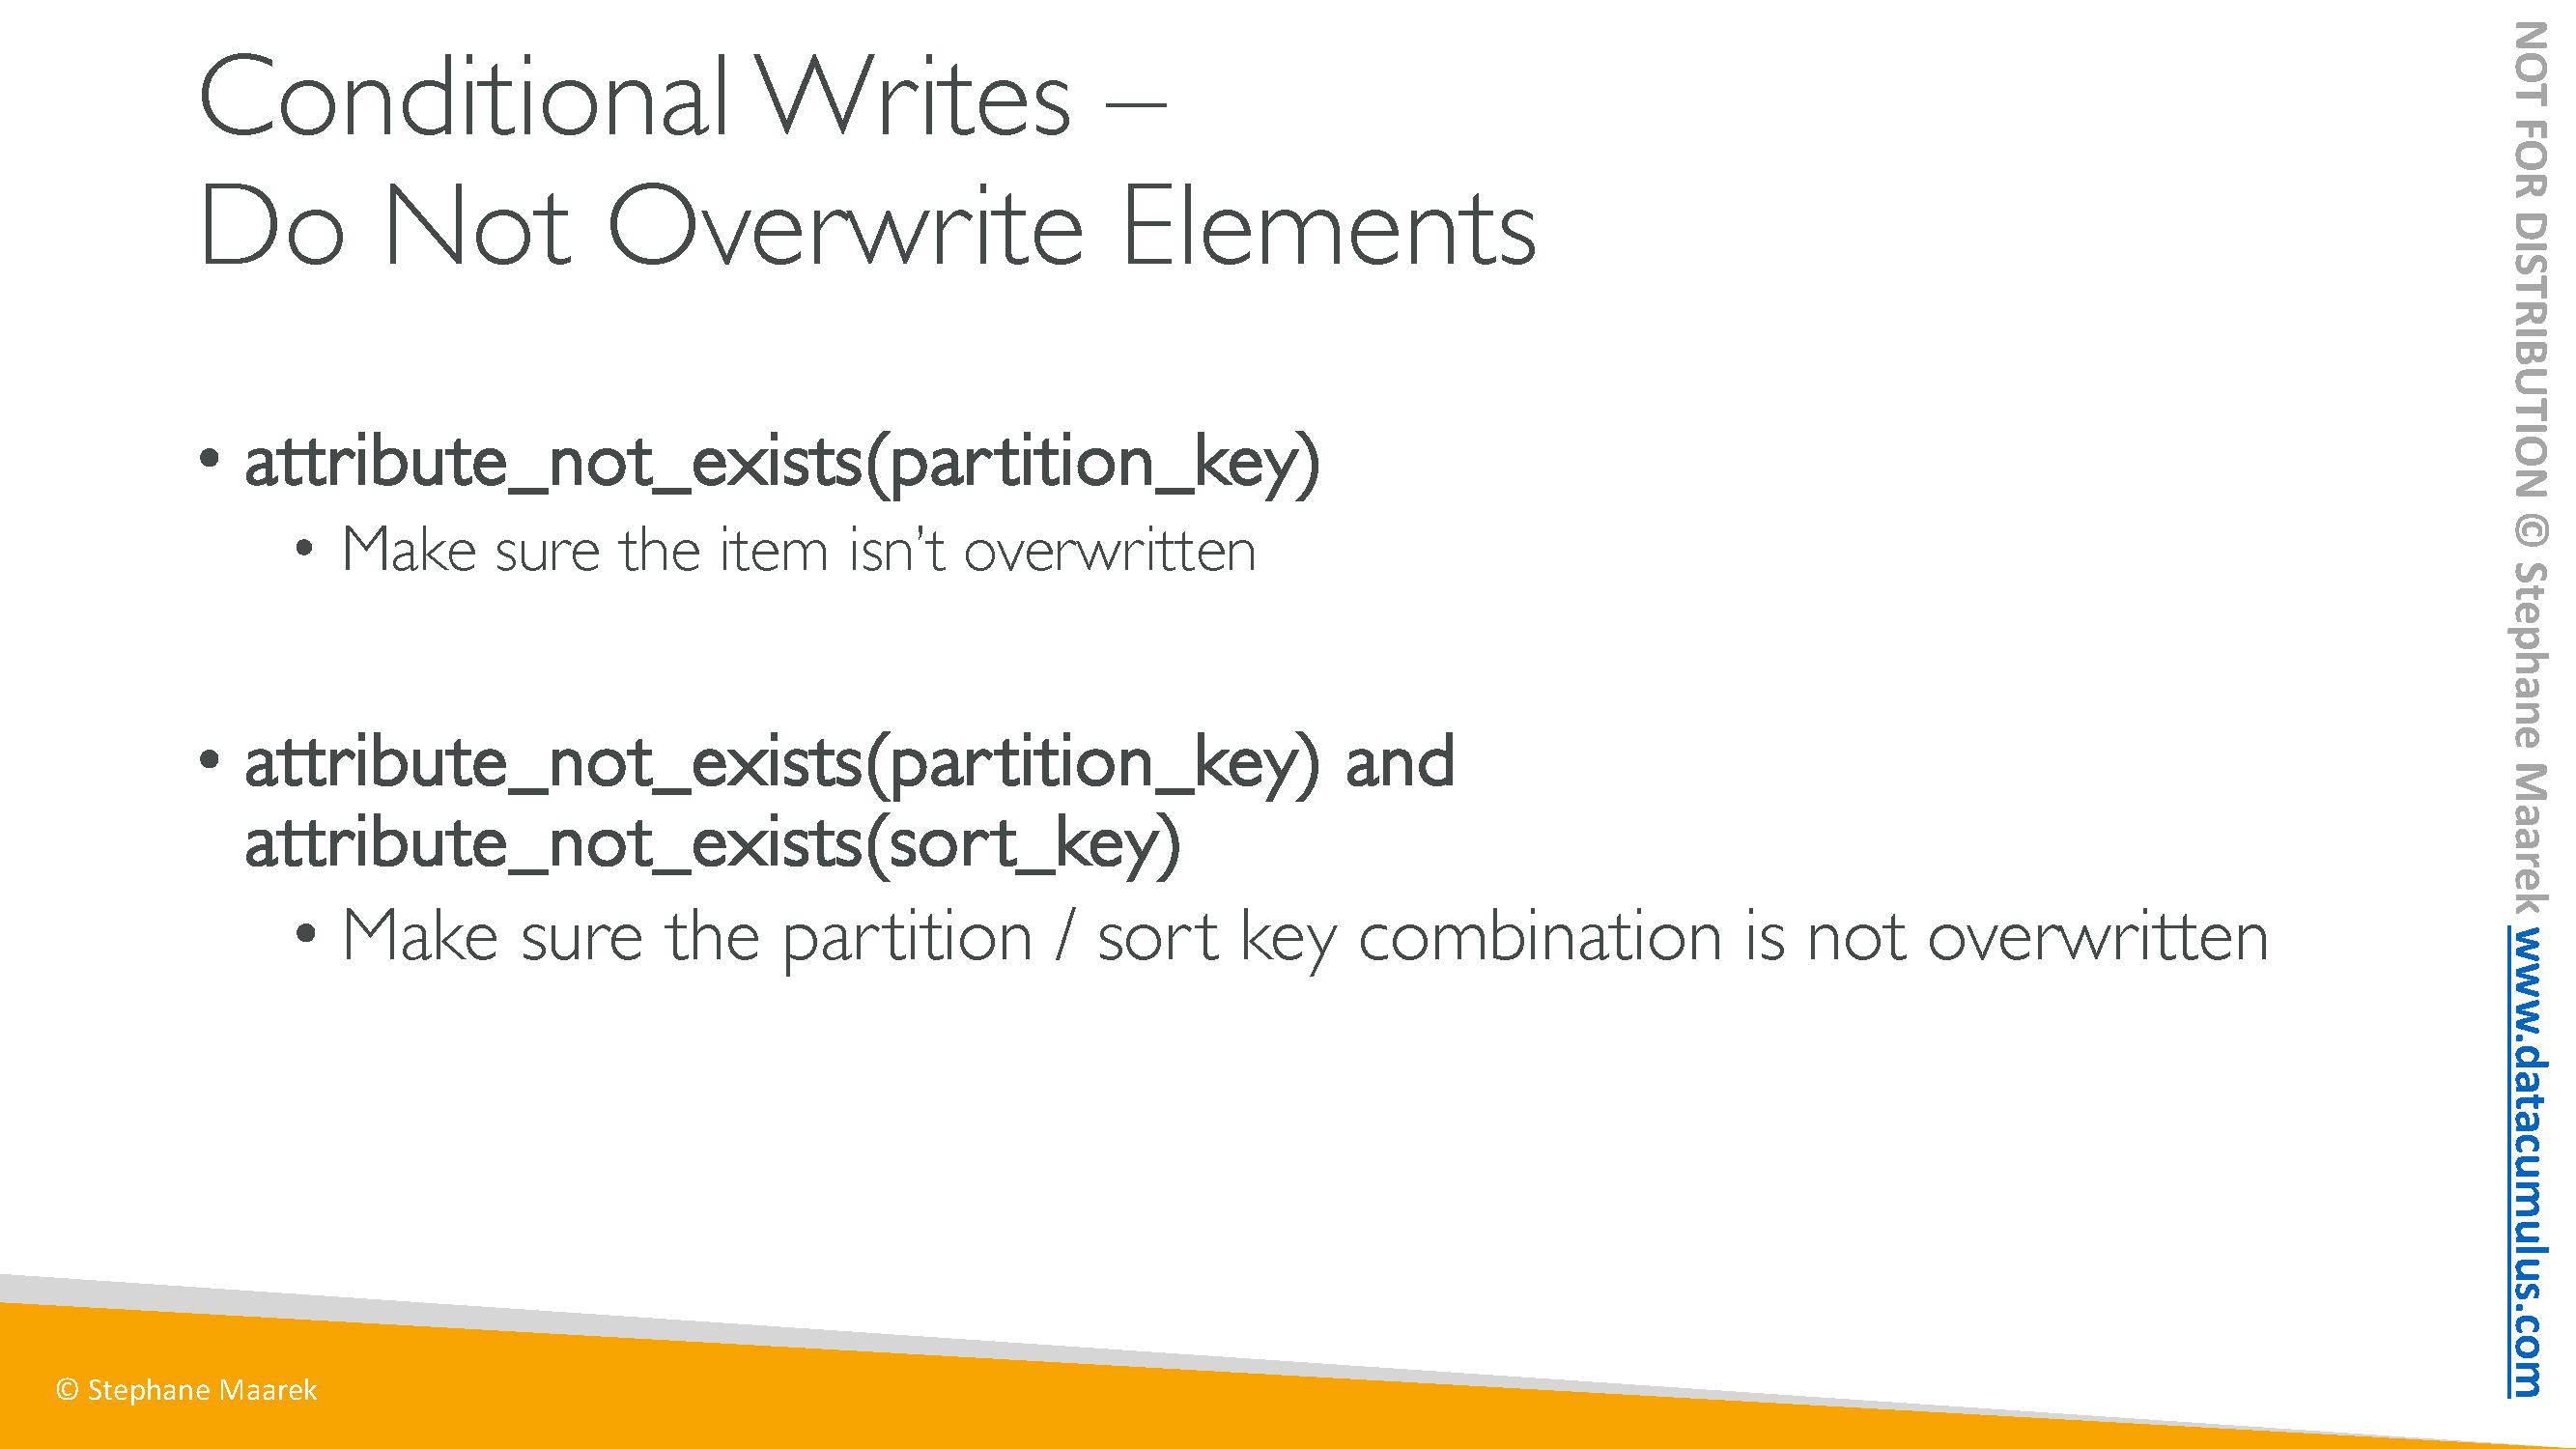 Conditional Writes –
Do Not Overwrite Elements
• attribute_not_exists(partition_key)
• Make sure the item isn’t overwritten
• attribute_not_exists(partition_key) and
attribute_not_exists(sort_key)
• Make sure the partition / sort key combination is not overwritten
© Stephane Maarek
NOT FOR DISTRIBUTION © Stephane Maarek www.datacumulus.com